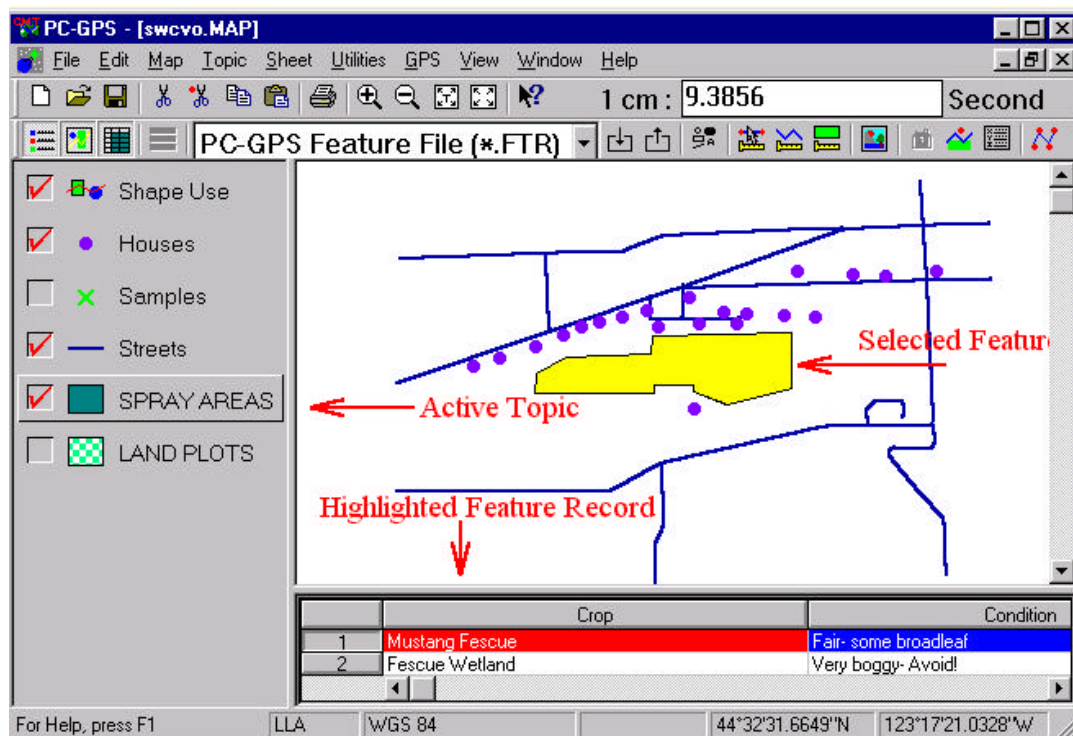 PC-GPS - [swcvo.MAP]
File Edit Map Topic Sheet Utilities GPS View Window Help
1 cm : 9.3856 Second
PC-GPS Feature File (*.FTR)
Shape Use
Houses
Samples
Streets
SPRAY AREAS
LAND PLOTS
Selected Feature
Active Topic
Highlighted Feature Record
Crop Condition
1 Mustang Fescue Fair- some broadleaf
2 Fescue Wetland Very boggy- Avoid!
For Help, press F1 LLA WGS 84 44°32'31.6649"N 123°17'21.0328"W